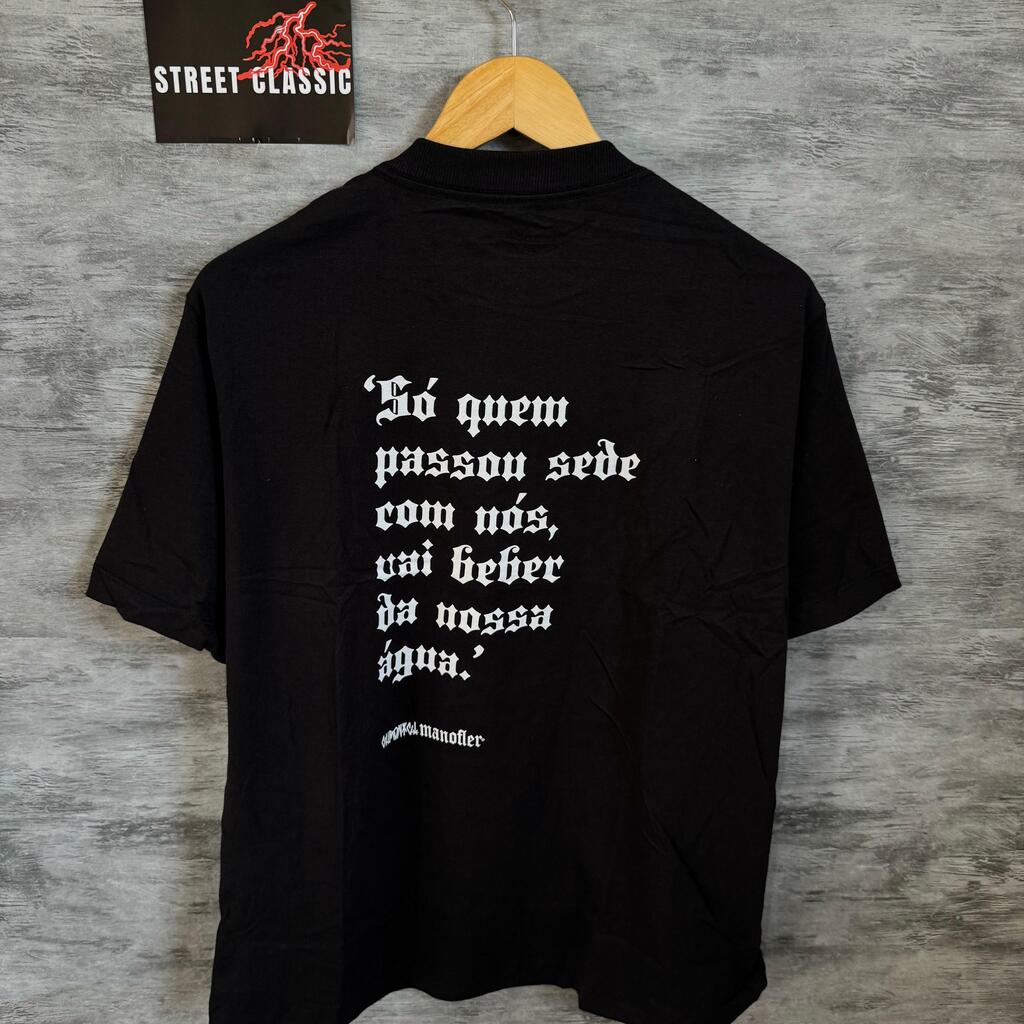 STREET CLASSIC
‘Só quem
passou sede
com nós,
vai beber
da nossa
água.’
manofler